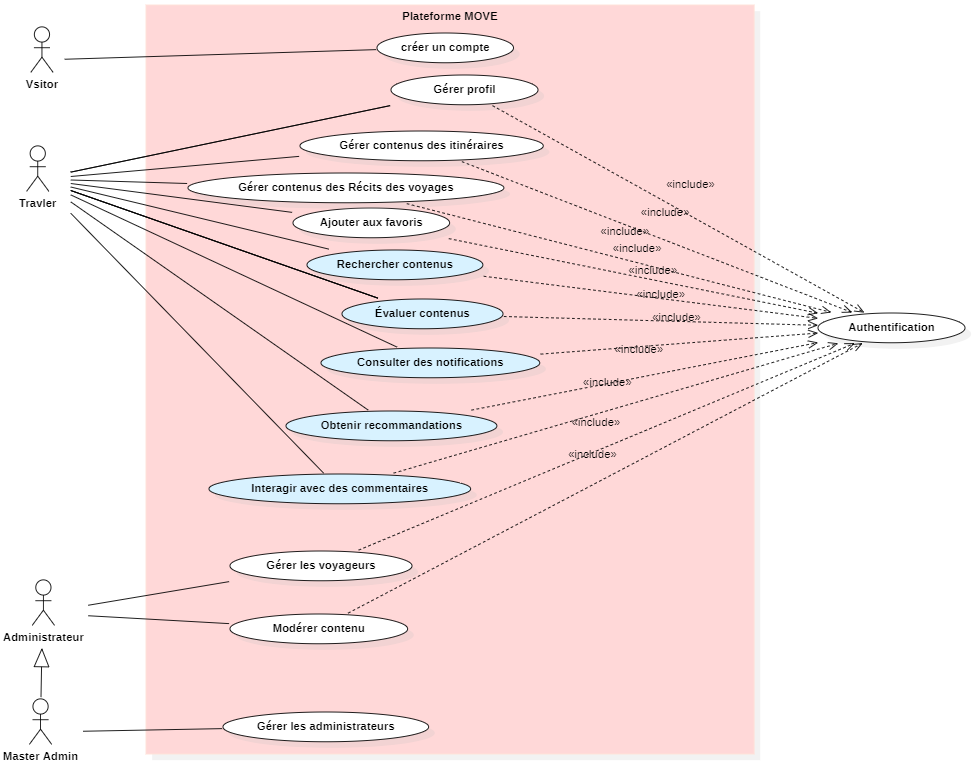 Plateforme MOVE
créer un compte
Vsitor
Gérer profil
Gérer contenus des itinéraires
«include»
Gérer contenus des Récits des voyages
Travler
«include»
Ajouter aux favoris
«include»
«include»
Rechercher contenus
«include»
«include»
Évaluer contenus
«include»
Authentification
«include»
Consulter des notifications
«include»
«include»
Obtenir recommandations
«include»
Interagir avec des commentaires
Gérer les voyageurs
Modérer contenu
Administrateur
Gérer les administrateurs
Master Admin